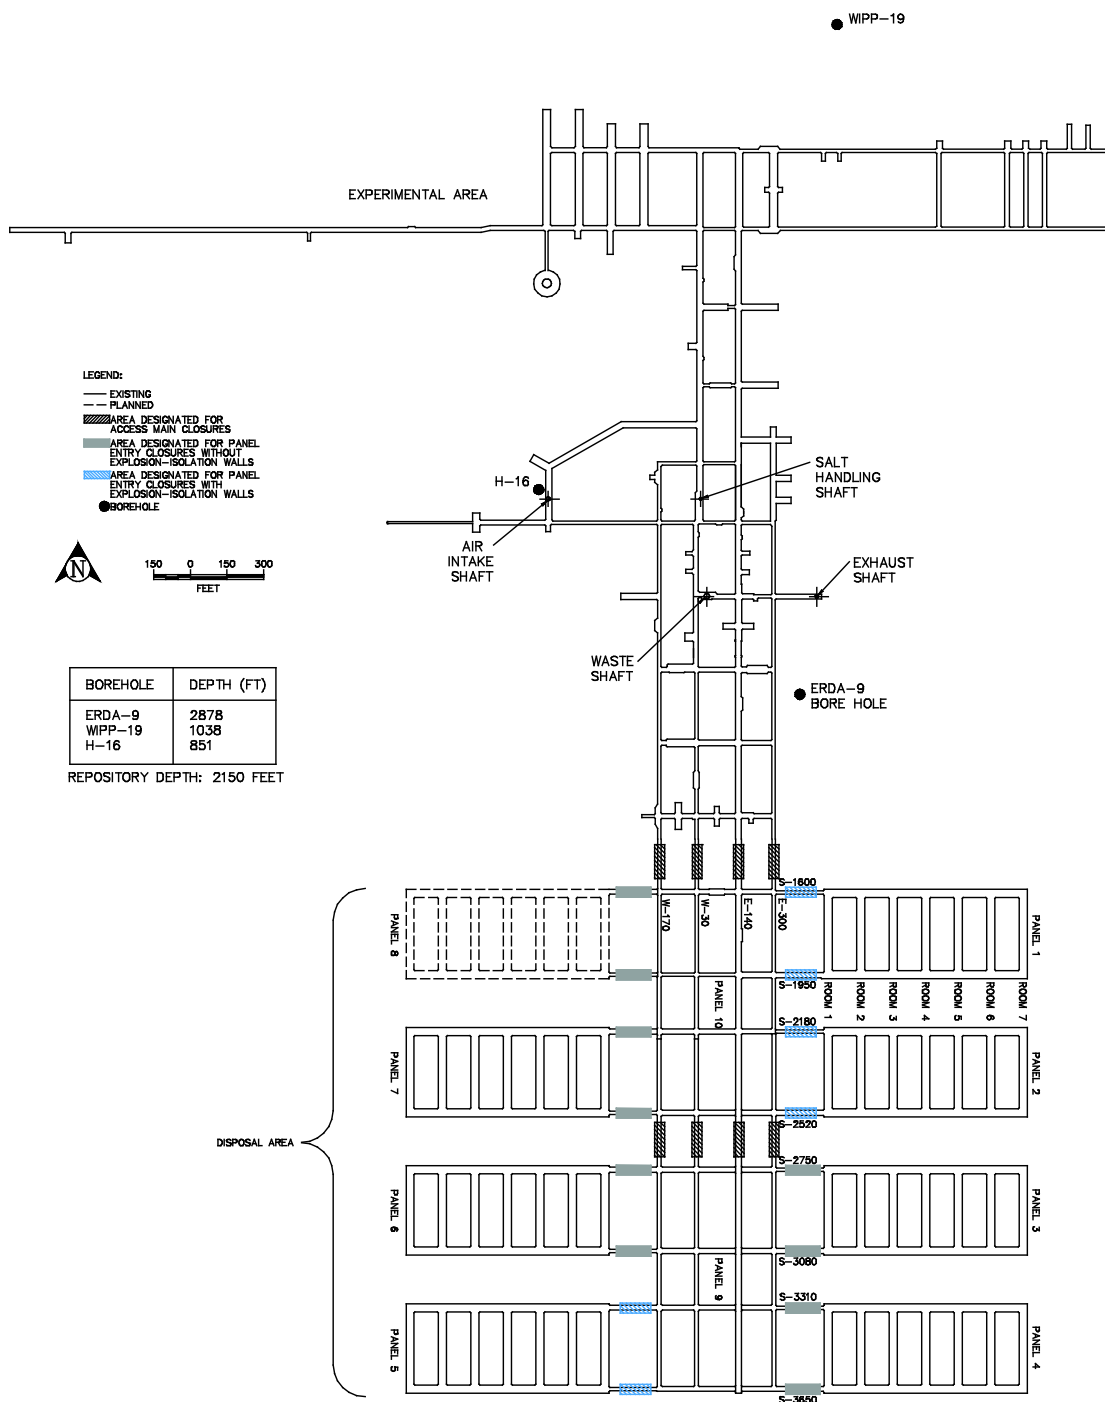 WIPP-19
EXPERIMENTAL AREA
LEGEND:
EXISTING
PLANNED
AREA DESIGNATED FOR
ACCESS MAIN CLOSURES
AREA DESIGNATED FOR PANEL
ENTRY CLOSURES WITHOUT
EXPLOSION-ISOLATION WALLS
AREA DESIGNATED FOR PANEL
ENTRY CLOSURES WITH
EXPLOSION-ISOLATION WALLS
BOREHOLE
H-16
SALT
HANDLING
SHAFT
AIR
INTAKE
SHAFT
EXHAUST
SHAFT
N
150 0 150 300
FEET
WASTE
SHAFT
ERDA-9
BORE HOLE
BOREHOLE DEPTH (FT)
ERDA-9 2878
WIPP-19 1038
H-16 851
REPOSITORY DEPTH: 2150 FEET
S-1600
W-170
W-30
E-140
E-300
PANEL 8
PANEL 1
S-1950
ROOM 1
ROOM 2
ROOM 3
ROOM 4
ROOM 5
ROOM 6
ROOM 7
PANEL 10
S-2180
PANEL 7
PANEL 2
S-2520
DISPOSAL AREA
S-2750
PANEL 6
PANEL 3
S-3080
PANEL 9
S-3310
PANEL 5
PANEL 4
S-3650